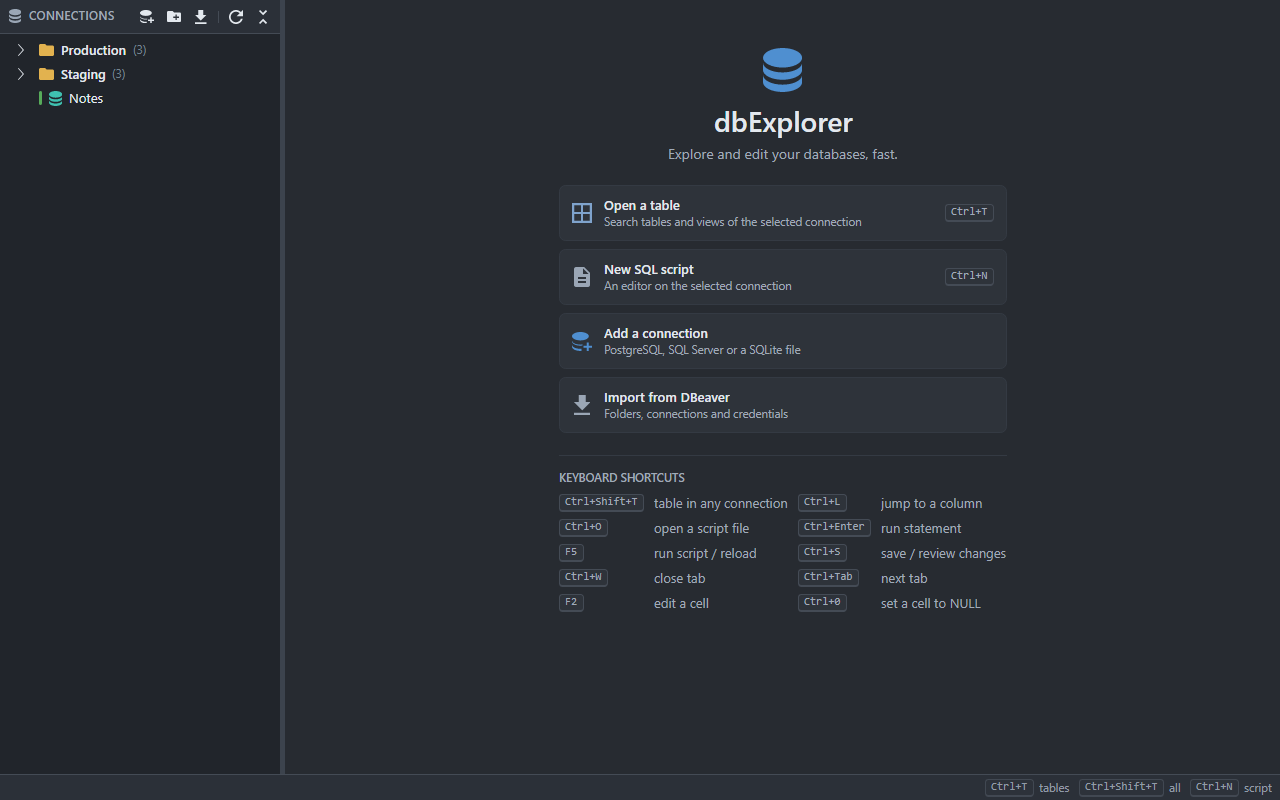 CONNECTIONS
Production (3)
Staging (3)
Notes
dbExplorer
Explore and edit your databases, fast.
Open a table
Search tables and views of the selected connection
Ctrl+T
New SQL script
An editor on the selected connection
Ctrl+N
Add a connection
PostgreSQL, SQL Server or a SQLite file
Import from DBeaver
Folders, connections and credentials
KEYBOARD SHORTCUTS
Ctrl+Shift+T table in any connection Ctrl+L jump to a column
Ctrl+O open a script file Ctrl+Enter run statement
F5 run script / reload Ctrl+S save / review changes
Ctrl+W close tab Ctrl+Tab next tab
F2 edit a cell Ctrl+0 set a cell to NULL
Ctrl+T tables Ctrl+Shift+T all Ctrl+N script